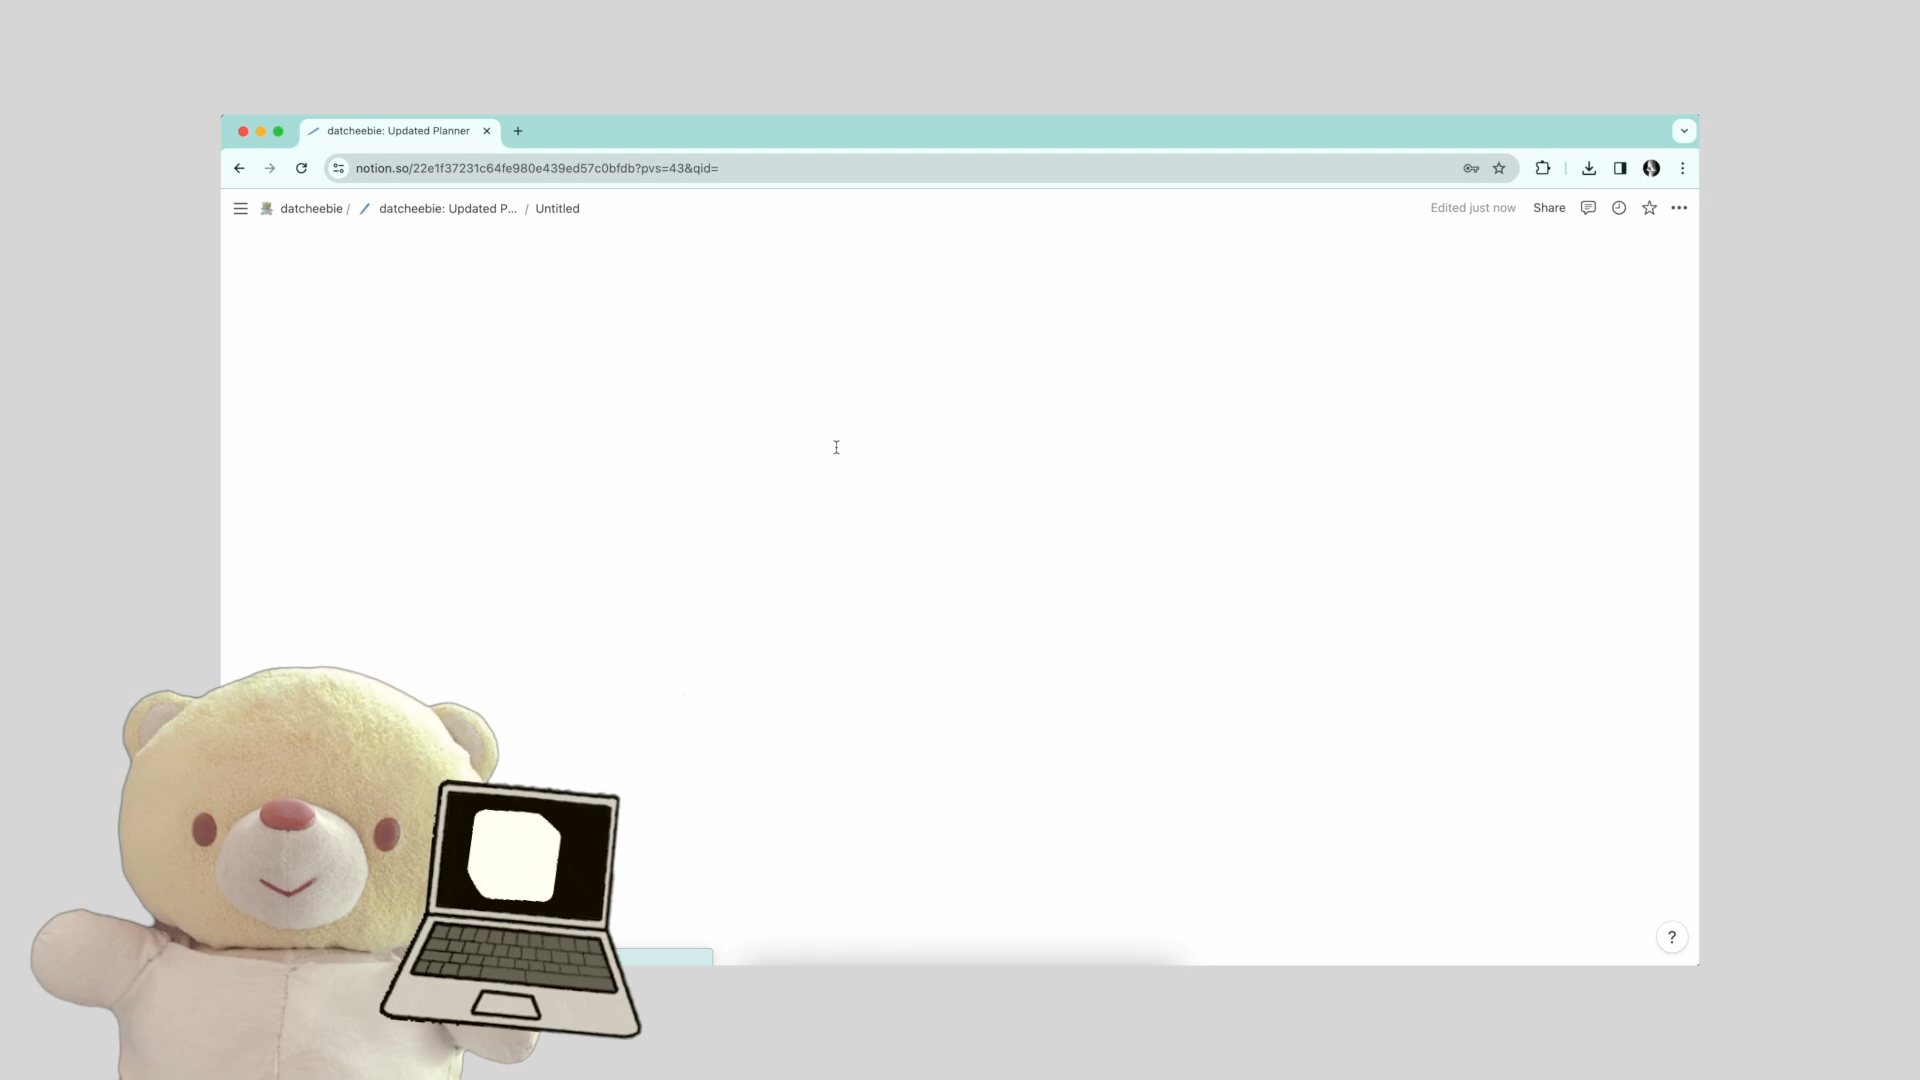 datcheebie: Updated Planner
notion.so/22e1f37231c64fe980e439ed57c0bfdb?pvs=43&qid=
datcheebie / datcheebie: Updated P... / Untitled
Edited just now Share
?